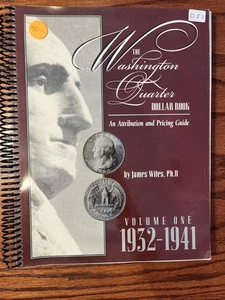 THE
Washington
Quarter
DOLLAR BOOK
An Attribution and Pricing Guide
by James Wiles, Ph.D
VOLUME ONE
1932-1941